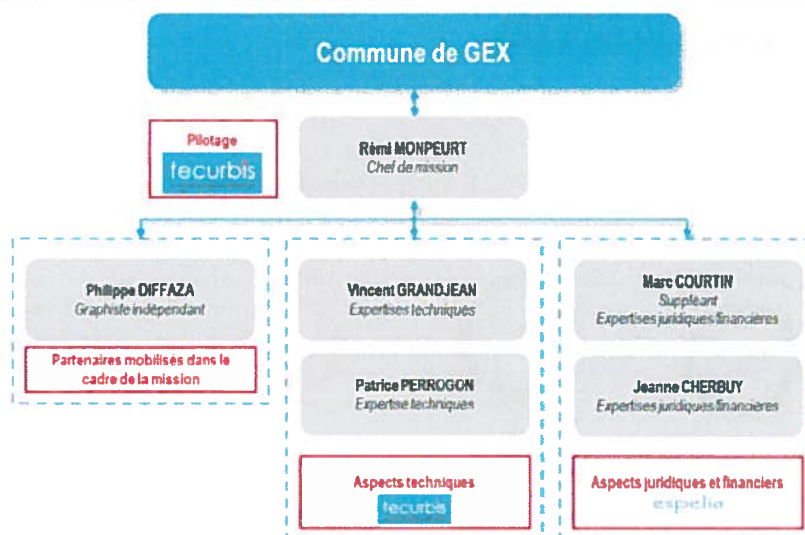 Commune de GEX
Pilotage
tecurbis
Rémi MONPEURT
Chef de mission
Philippe DIFFAZA
Graphiste indépendant
Partenaires mobilisés dans le
cadre de la mission
Vincent GRANDJEAN
Expertises techniques
Patrice PERROGON
Expertise techniques
Aspects techniques
tecurbis
Marc COURTIN
Suppléant
Expertises juridiques financières
Jeanne CHERBUY
Expertises juridiques financières
Aspects juridiques et financiers
espelia